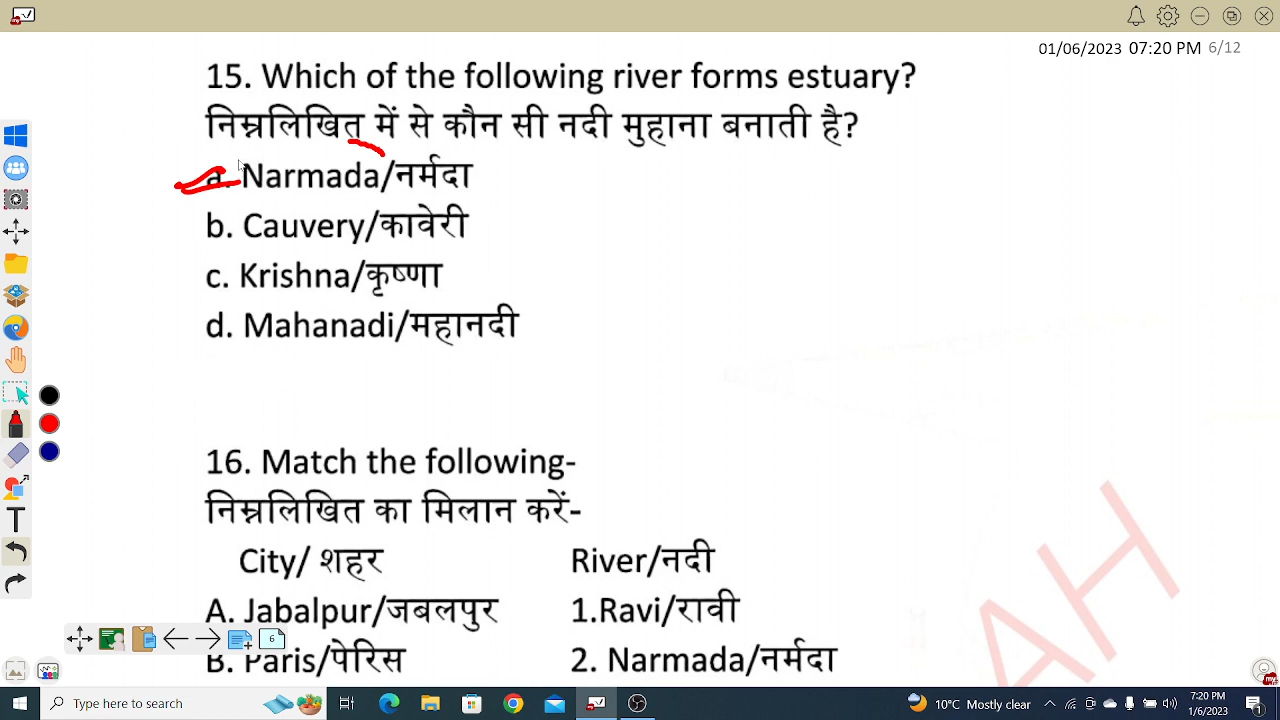 01/06/2023 07:20 PM 6/12
15. Which of the following river forms estuary?
निम्नलिखित में से कौन सी नदी मुहाना बनाती है?
a. Narmada/नर्मदा
b. Cauvery/कावेरी
c. Krishna/कृष्णा
d. Mahanadi/महानदी
16. Match the following-
निम्नलिखित का मिलान करें-
City/ शहर River/नदी
A. Jabalpur/जबलपुर 1.Ravi/रावी
B. Paris/पेरिस 2. Narmada/नर्मदा
AH
T
6
Type here to search
10°C Mostly clear
7:20 PM
1/6/2023